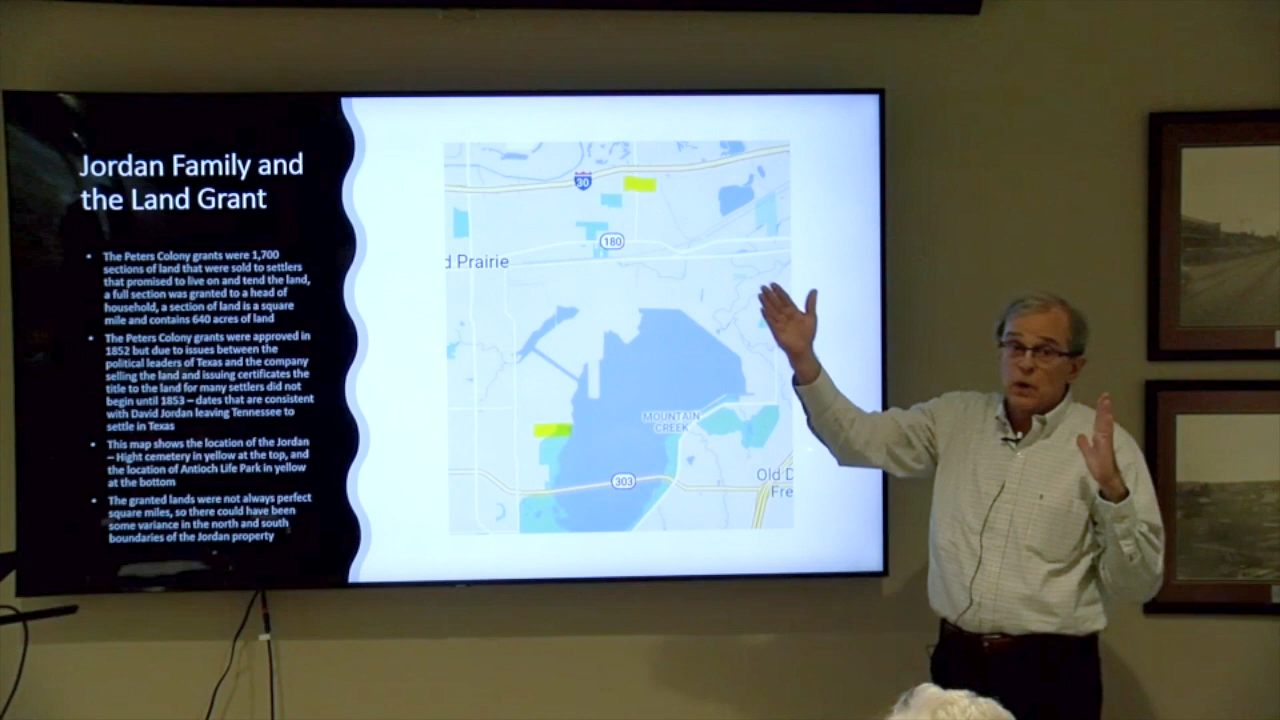 Jordan Family and
the Land Grant
• The Peters Colony grants were 1,700
sections of land that were sold to settlers
that promised to live on and tend the land,
a full section was granted to a head of
household, a section of land is a square
mile and contains 640 acres of land
• The Peters Colony grants were approved in
1852 but due to issues between the
political leaders of Texas and the company
selling the land and issuing certificates the
title to the land for many settlers did not
begin until 1853 – dates that are consistent
with David Jordan leaving Tennessee to
settle in Texas
• This map shows the location of the Jordan
– Hight cemetery in yellow at the top, and
the location of Antioch Life Park in yellow
at the bottom
• The granted lands were not always perfect
square miles, so there could have been
some variance in the north and south
boundaries of the Jordan property
30
180
d Prairie
MOUNTAIN
CREEK
303
Old D
Fre